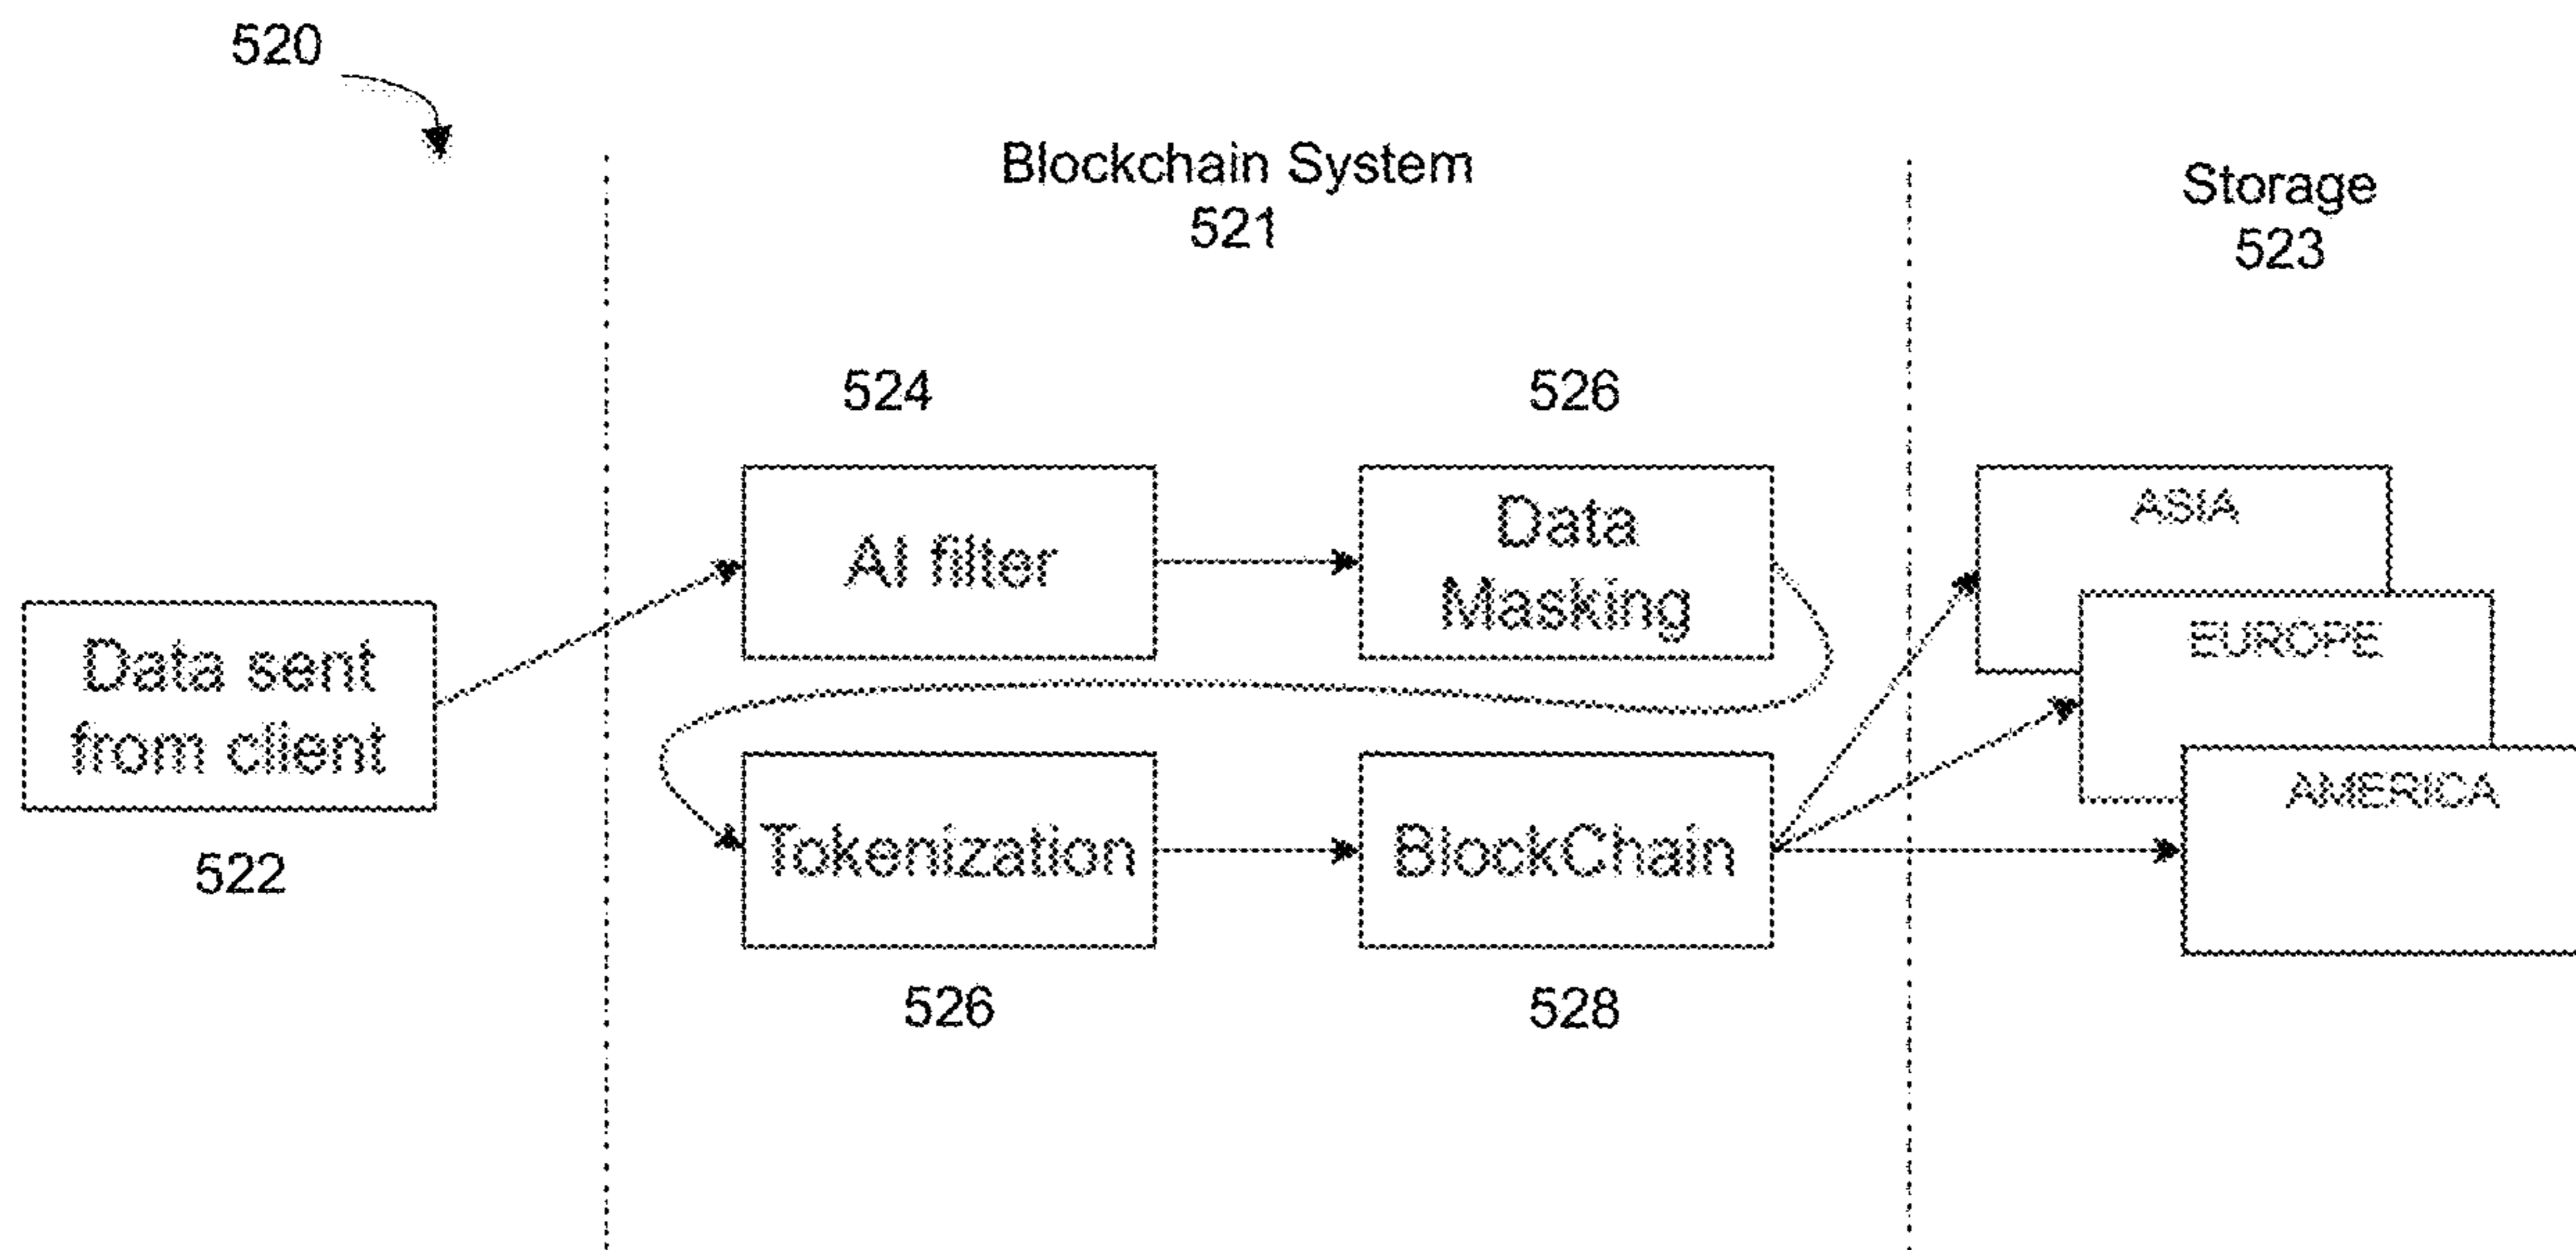 520
Blockchain System
521
Storage
523
524
526
AI filter
Data
Masking
ASIA
EUROPE
AMERICA
Data sent
from client
522
Tokenization
BlockChain
526
528